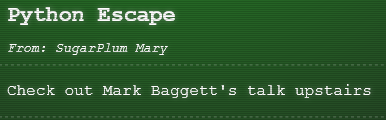 Python Escape
From: SugarPlum Mary
Check out Mark Baggett's talk upstairs